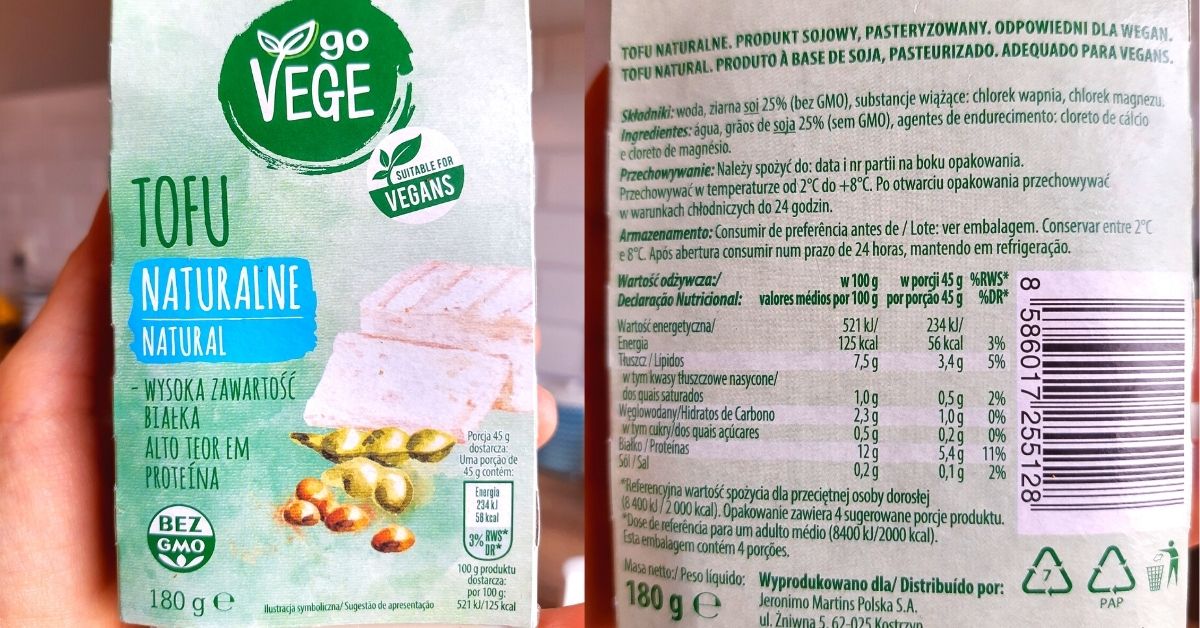 go
VEGE
SUITABLE FOR
VEGANS
TOFU
NATURALNE
NATURAL
- WYSOKA ZAWARTOŚĆ
BIAŁKA
ALTO TEOR EM
PROTEÍNA
BEZ
GMO
180 g e
Ilustracja symboliczna/ Sugestão de apresentação
Porcja 45 g
dostarcza:
Uma porção de
45 g contém:
Energia
234 kJ
56 kcal
3% RWS*
DR*
100 g produktu
dostarcza:
por 100 g:
521 kJ/125 kcal
TOFU NATURALNE. PRODUKT SOJOWY, PASTERYZOWANY. ODPOWIEDNI DLA WEGAN.
TOFU NATURAL. PRODUTO À BASE DE SOJA, PASTEURIZADO. ADEQUADO PARA VEGANS.
Składniki: woda, ziarna soi 25% (bez GMO), substancje wiążące: chlorek wapnia, chlorek magnezu.
Ingredientes: água, grãos de soja 25% (sem GMO), agentes de endurecimento: cloreto de cálcio
e cloreto de magnésio.
Przechowywanie: Należy spożyć do: data i nr partii na boku opakowania.
Przechowywać w temperaturze od 2°C do +8°C. Po otwarciu opakowania przechowywać
w warunkach chłodniczych do 24 godzin.
Armazenamento: Consumir de preferência antes de / Lote: ver embalagem. Conservar entre 2°C
e 8°C. Após abertura consumir num prazo de 24 horas, mantendo em refrigeração.
Wartość odżywcza:/ w 100 g w porcji 45 g %RWS*
Declaração Nutricional: valores médios por 100 g por porção 45 g %DR*
Wartość energetyczna/ 521 kJ/ 234 kJ/
Energia 125 kcal 56 kcal 3%
Tłuszcz / Lípidos 7,5 g 3,4 g 5%
w tym kwasy tłuszczowe nasycone/
dos quais saturados 1,0 g 0,5 g 2%
Węglowodany/Hidratos de Carbono 2,3 g 1,0 g 0%
w tym cukry/dos quais açúcares 0,5 g 0,2 g 0%
Białko / Proteínas 12 g 5,4 g 11%
Sól / Sal 0,2 g 0,1 g 2%
*Referencyjna wartość spożycia dla przeciętnej osoby dorosłej
(8 400 kJ / 2 000 kcal). Opakowanie zawiera 4 sugerowane porcje produktu.
*Dose de referência para um adulto médio (8400 kJ/2000 kcal).
Esta embalagem contém 4 porções.
8 586017 255128
Masa netto:/ Peso líquido:
180 g e
Wyprodukowano dla/ Distribuído por:
Jeronimo Martins Polska S.A.
ul. Żniwna 5, 62-025 Kostrzyn
7
PAP